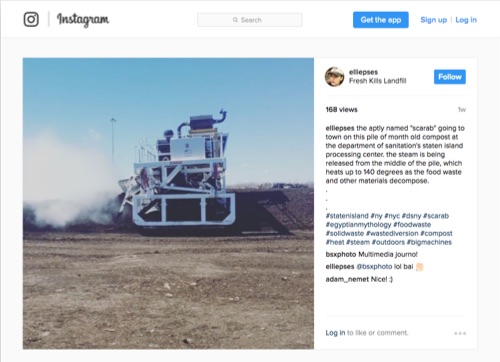 Instagram
Search
Get the app
Sign up | Log in
elliepses
Fresh Kills Landfill
Follow
168 views
1w
elliepses the aptly named "scarab" going to
town on this pile of month old compost at
the department of sanitation's staten island
processing center. the steam is being
released from the middle of the pile, which
heats up to 140 degrees as the food waste
and other materials decompose.
.
.
.
#statenisland #ny #nyc #dsny #scarab
#egyptianmythology #foodwaste
#solidwaste #wastediversion #compost
#heat #steam #outdoors #bigmachines
bsxphoto Multimedia journo!
elliepses @bsxphoto lol bai 👋🏻
adam_nemet Nice! :)
Log in to like or comment.